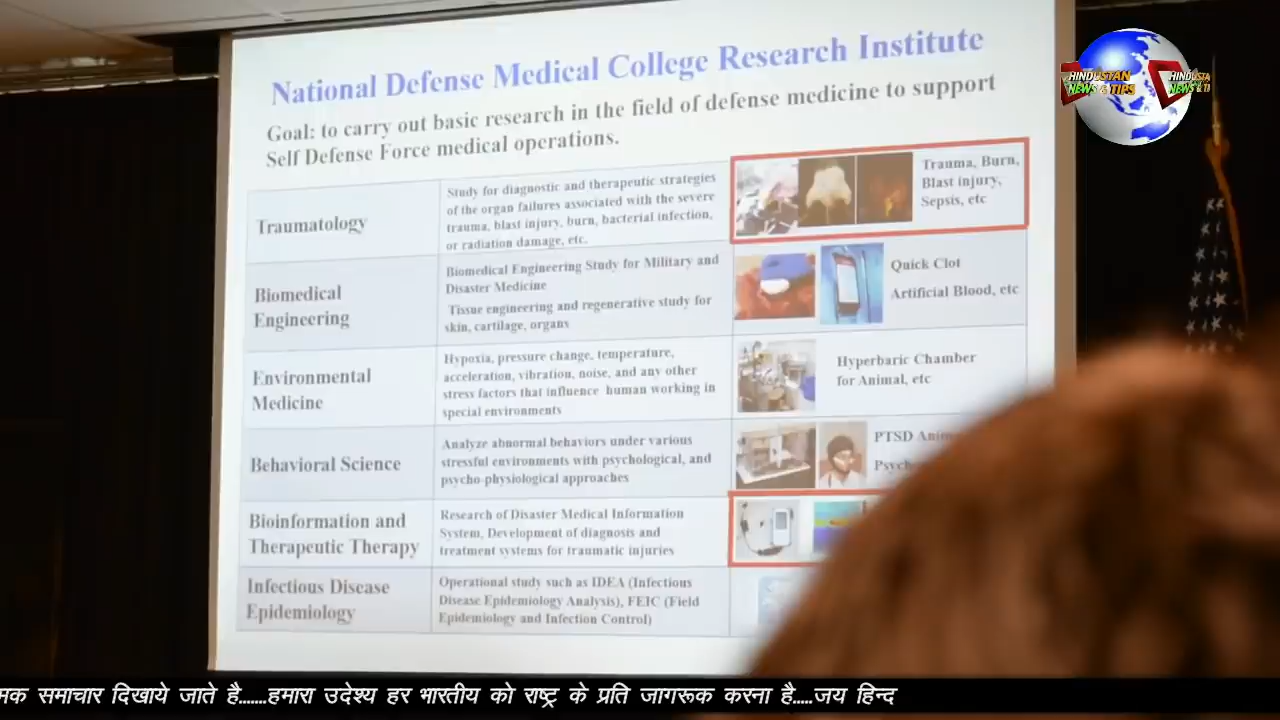 National Defense Medical College Research Institute
Goal: to carry out basic research in the field of defense medicine to support
Self Defense Force medical operations.
Traumatology
Study for diagnostic and therapeutic strategies
of the organ failures associated with the severe
trauma, blast injury, burn, bacterial infection,
or radiation damage, etc.
Trauma, Burn,
Blast injury,
Sepsis, etc
Biomedical
Engineering
Biomedical Engineering Study for Military and
Disaster Medicine
Tissue engineering and regenerative study for
skin, cartilage, organs
Quick Clot
Artificial Blood, etc
Environmental
Medicine
Hypoxia, pressure change, temperature,
acceleration, vibration, noise, and any other
stress factors that influence human working in
special environments
Hyperbaric Chamber
for Animal, etc
Behavioral Science
Analyze abnormal behaviors under various
stressful environments with psychological, and
psycho-physiological approaches
PTSD
Bioinformation and
Therapeutic Therapy
Research of Disaster Medical Information
System, Development of diagnosis and
treatment systems for traumatic injuries
Infectious Disease
Epidemiology
Operational study such as IDEA (Infectious
Disease Epidemiology Analysis), FEIC (Field
Epidemiology and Infection Control)
HINDUSTAN
NEWS & TIPS
समाचार दिखाये जाते है.......हमारा उदेश्य हर भारतीय को राष्ट्र के प्रति जागरूक करना है.....जय हिन्द